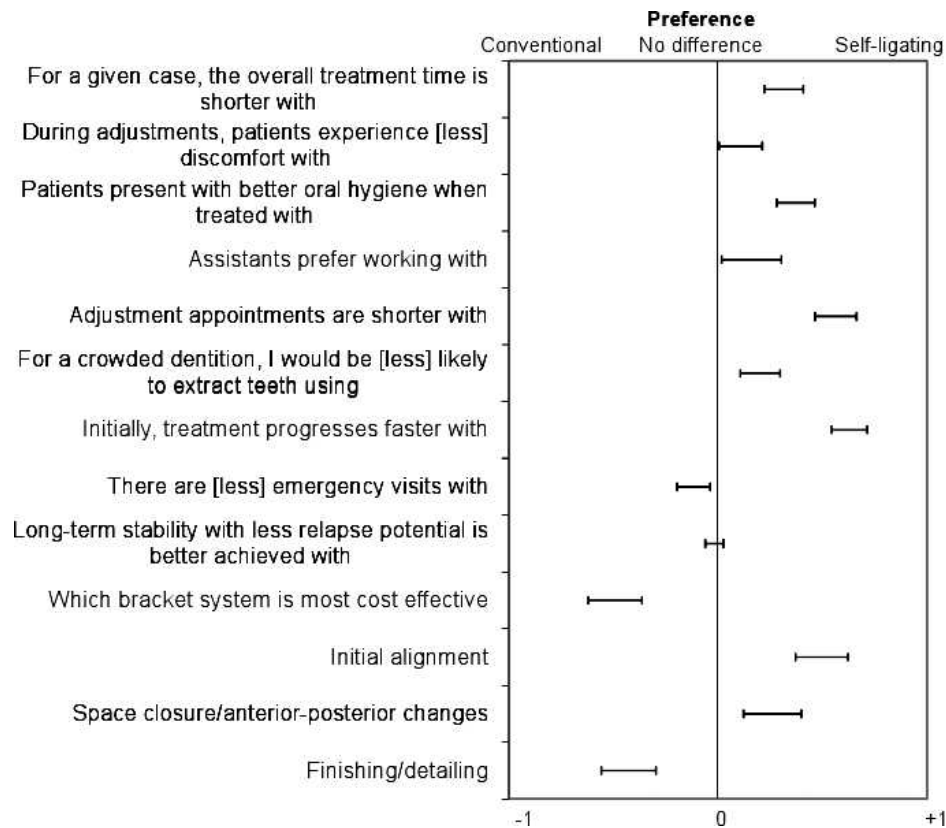 Preference
Conventional No difference Self-ligating
For a given case, the overall treatment time is
shorter with
During adjustments, patients experience [less]
discomfort with
Patients present with better oral hygiene when
treated with
Assistants prefer working with
Adjustment appointments are shorter with
For a crowded dentition, I would be [less] likely
to extract teeth using
Initially, treatment progresses faster with
There are [less] emergency visits with
Long-term stability with less relapse potential is
better achieved with
Which bracket system is most cost effective
Initial alignment
Space closure/anterior-posterior changes
Finishing/detailing
-1 0 +1